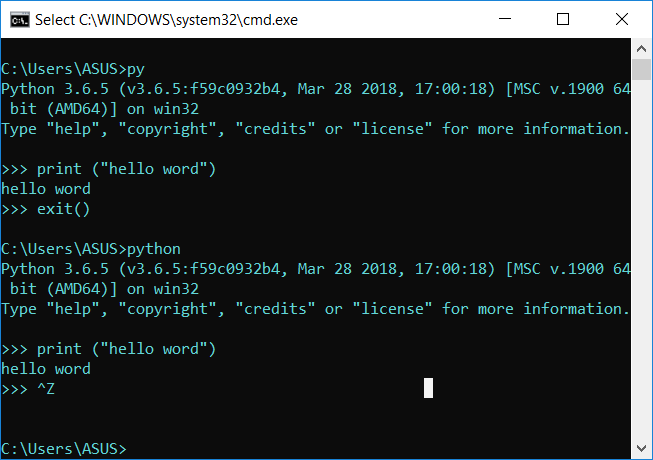 Select C:\WINDOWS\system32\cmd.exe
C:\Users\ASUS>py
Python 3.6.5 (v3.6.5:f59c0932b4, Mar 28 2018, 17:00:18) [MSC v.1900 64
 bit (AMD64)] on win32
Type "help", "copyright", "credits" or "license" for more information.
>>> print ("hello word")
hello word
>>> exit()
C:\Users\ASUS>python
Python 3.6.5 (v3.6.5:f59c0932b4, Mar 28 2018, 17:00:18) [MSC v.1900 64
 bit (AMD64)] on win32
Type "help", "copyright", "credits" or "license" for more information.
>>> print ("hello word")
hello word
>>> ^Z
C:\Users\ASUS>